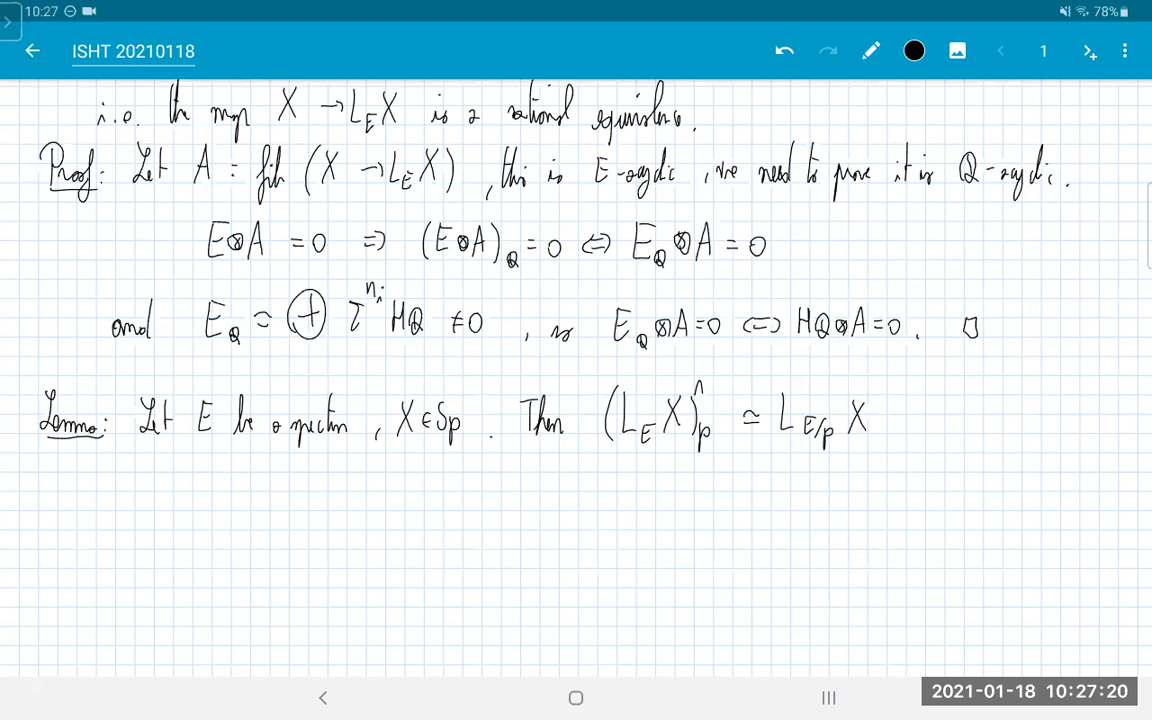 10:27
78%
ISHT 20210118
1
i.e. the map X → L_E X is a rational equivalence.
Proof: Let A = fib (X → L_E X), this is E-acyclic, we need to prove it is Q-acyclic.
E⊗A = 0 ⇒ (E⊗A)_Q = 0 ⇔ E_Q ⊗ A = 0
and E_Q ≃ ⊕ Σ^{n_i} HQ ≠ 0, so E_Q ⊗ A = 0 ⇔ HQ⊗A = 0. □
Lemma: Let E be a spectrum, X ∈ Sp. Then (L_E X)^∧_p ≃ L_{E/p} X
2021-01-18 10:27:20